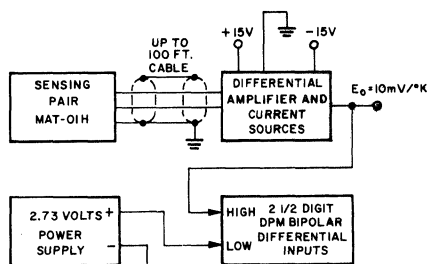 +15V
-15V
UP TO
100 FT.
CABLE
SENSING
PAIR
MAT-01H
DIFFERENTIAL
AMPLIFIER AND
CURRENT
SOURCES
E₀=10mV/°K
2.73 VOLTS +
POWER
SUPPLY -
HIGH
LOW
2 1/2 DIGIT
DPM BIPOLAR
DIFFERENTIAL
INPUTS